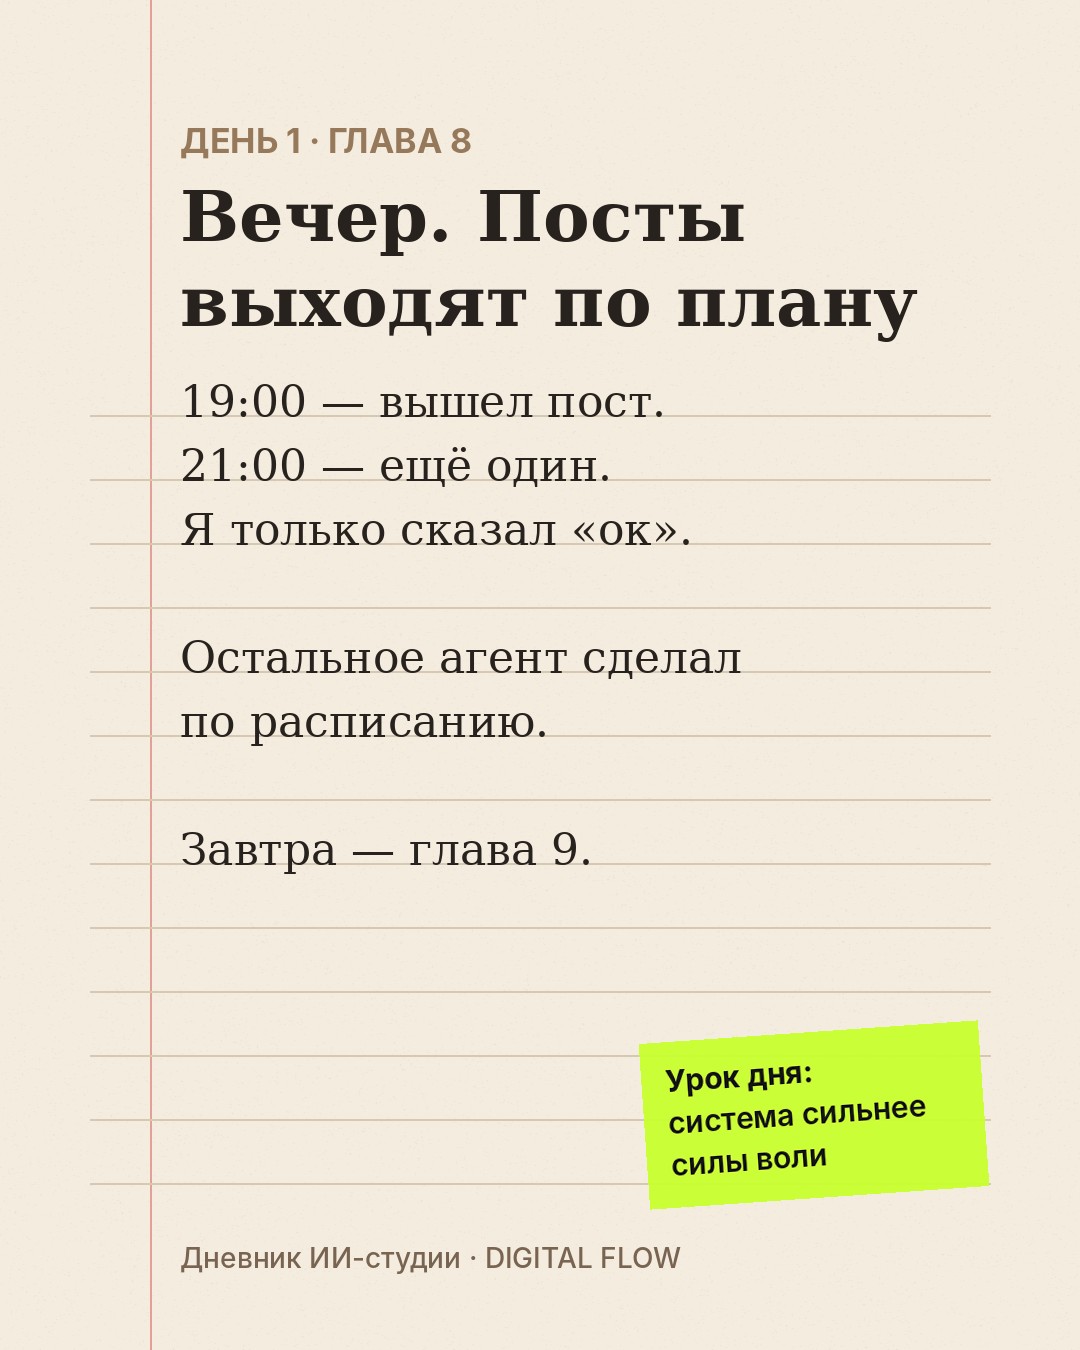 ДЕНЬ 1 · ГЛАВА 8
Вечер. Посты
выходят по плану
19:00 — вышел пост.
21:00 — ещё один.
Я только сказал «ок».
Остальное агент сделал
по расписанию.
Завтра — глава 9.
Урок дня:
система сильнее
силы воли
Дневник ИИ-студии · DIGITAL FLOW